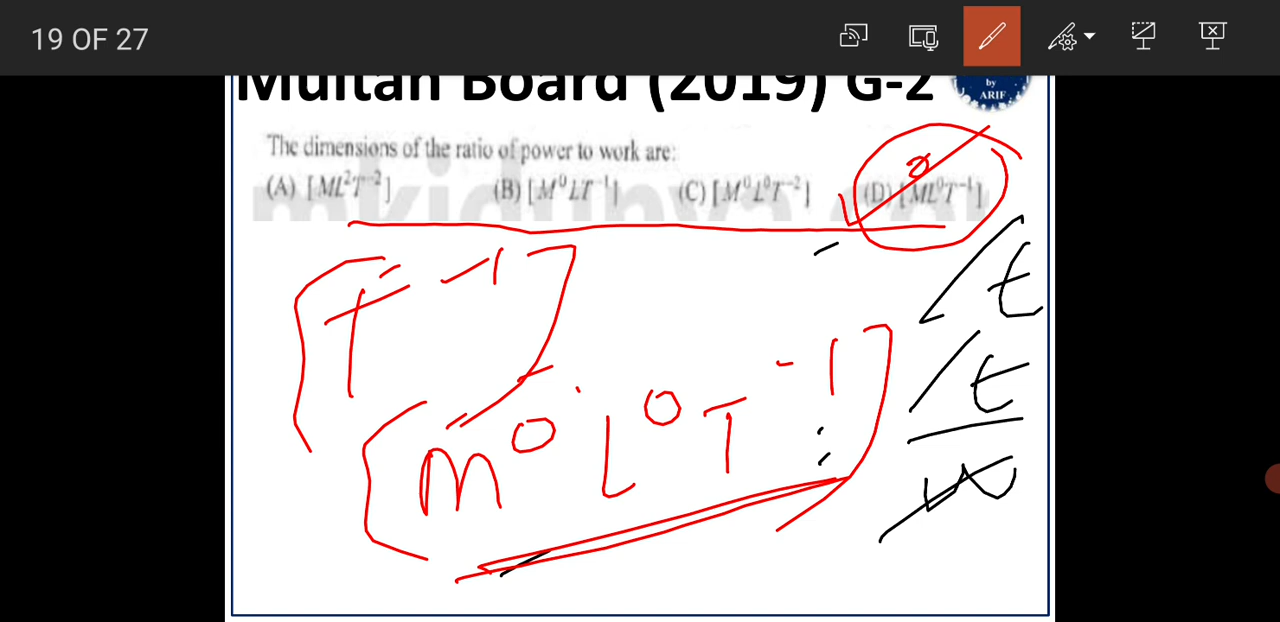 19 OF 27
Multan Board (2019) G-2
by
ARIF
The dimensions of the ratio of power to work are:
(A) [ML²T⁻²] (B) [M⁰LT⁻¹] (C) [M⁰L⁰T⁻²] (D) [ML⁰T⁻¹]
[T⁻¹]
/t
[M⁰L⁰T⁻¹]
/t